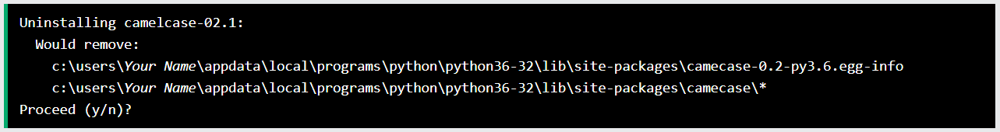 Uninstalling camelcase-02.1:
Would remove:
c:\users\Your Name\appdata\local\programs\python\python36-32\lib\site-packages\camecase-0.2-py3.6.egg-info
c:\users\Your Name\appdata\local\programs\python\python36-32\lib\site-packages\camecase\*
Proceed (y/n)?